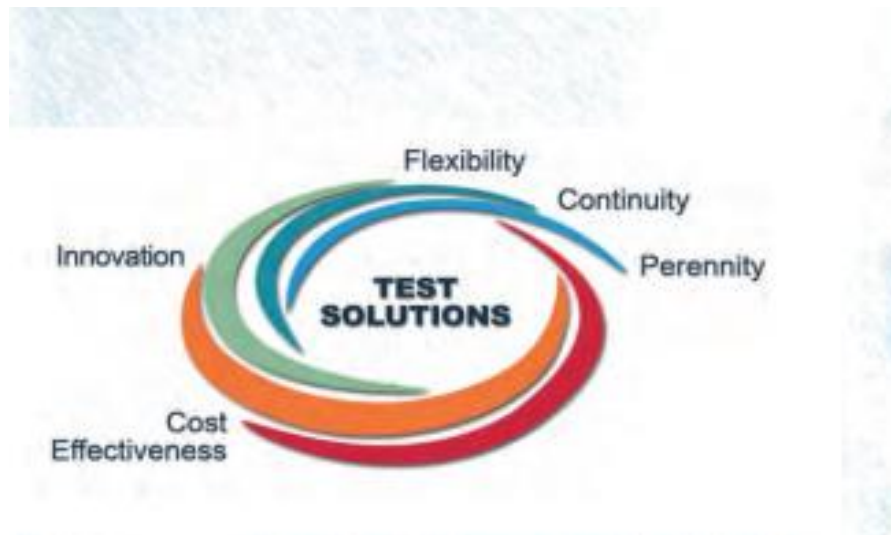 Flexibility
Continuity
Innovation
Perennity
TEST
SOLUTIONS
Cost
Effectiveness